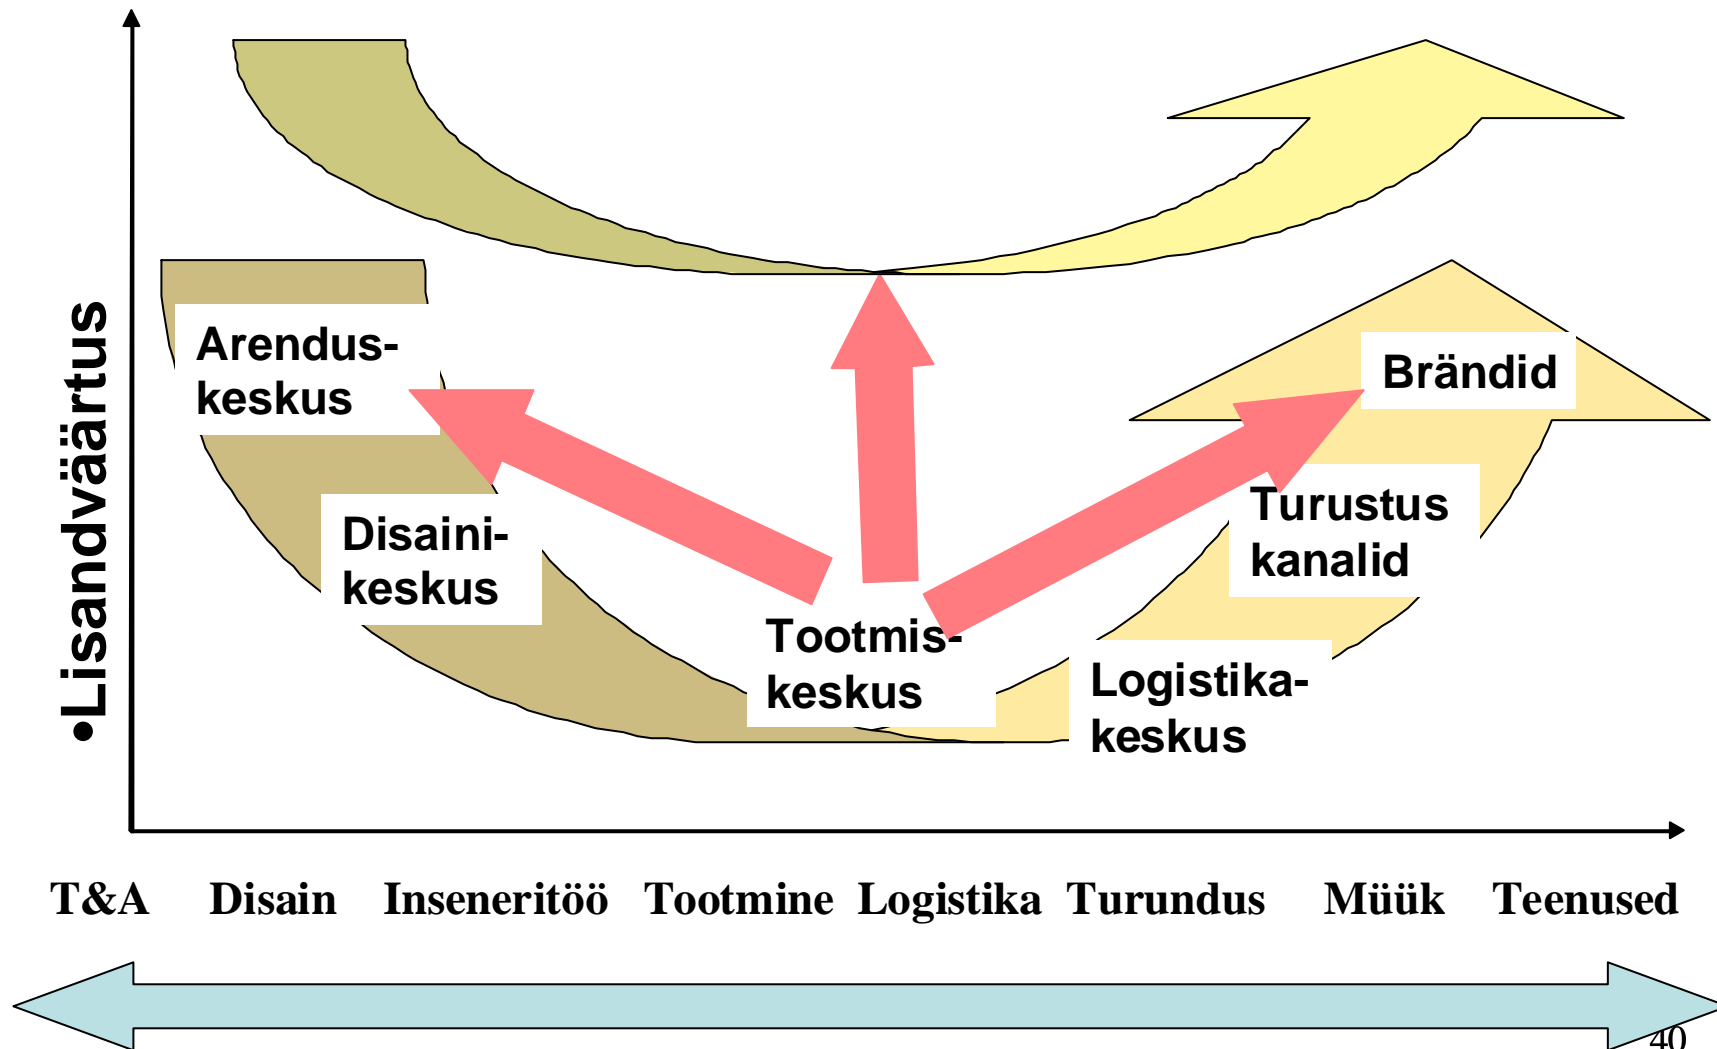 •Lisandväärtus
Arendus-
keskus
Brändid
Disaini-
keskus
Turustus
kanalid
Tootmis-
keskus
Logistika-
keskus
T&A Disain Inseneritöö Tootmine Logistika Turundus Müük Teenused
40